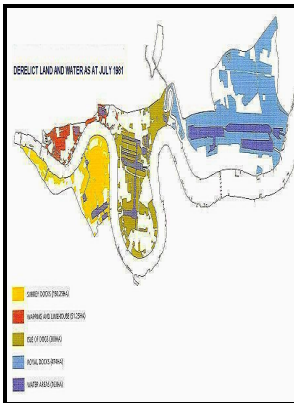 DERELICT LAND AND WATER AS AT JULY 1981
SURREY DOCKS
WAPPING AND LIMEHOUSE
ISLE OF DOGS
ROYAL DOCKS
WATER AREAS